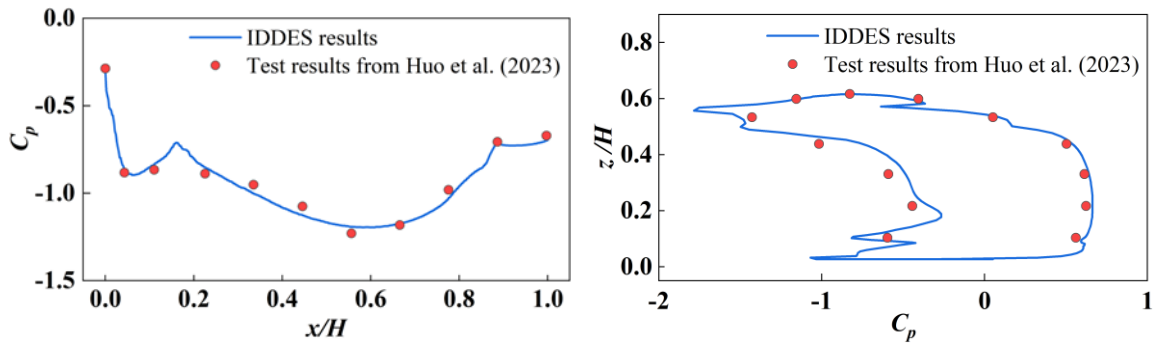 0.0
IDDES results
Test results from Huo et al. (2023)
-0.5
C_p
-1.0
-1.5
0.0 0.2 0.4 0.6 0.8 1.0
x/H
0.8
IDDES results
Test results from Huo et al. (2023)
0.6
z/H
0.4
0.2
0.0
-2 -1 0 1
C_p